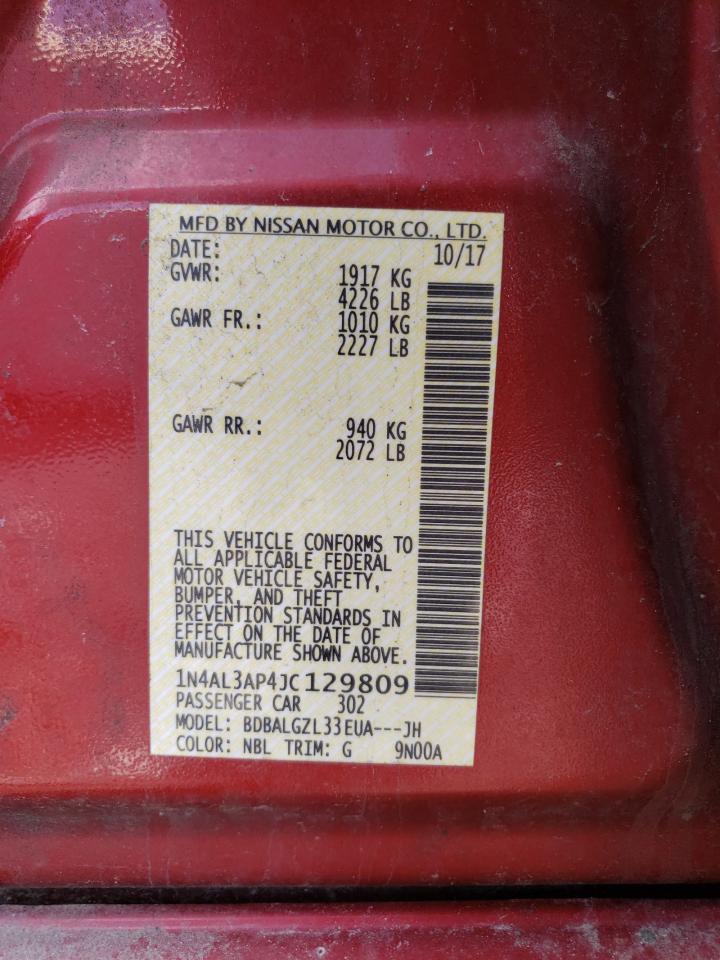 MFD BY NISSAN MOTOR CO., LTD.
DATE: 10/17
GVWR: 1917 KG
4226 LB
GAWR FR.: 1010 KG
2227 LB
GAWR RR.: 940 KG
2072 LB
THIS VEHICLE CONFORMS TO
ALL APPLICABLE FEDERAL
MOTOR VEHICLE SAFETY,
BUMPER, AND THEFT
PREVENTION STANDARDS IN
EFFECT ON THE DATE OF
MANUFACTURE SHOWN ABOVE.
1N4AL3AP4JC129809
PASSENGER CAR 302
MODEL: BDBALGZL33EUA---JH
COLOR: NBL TRIM: G 9N00A